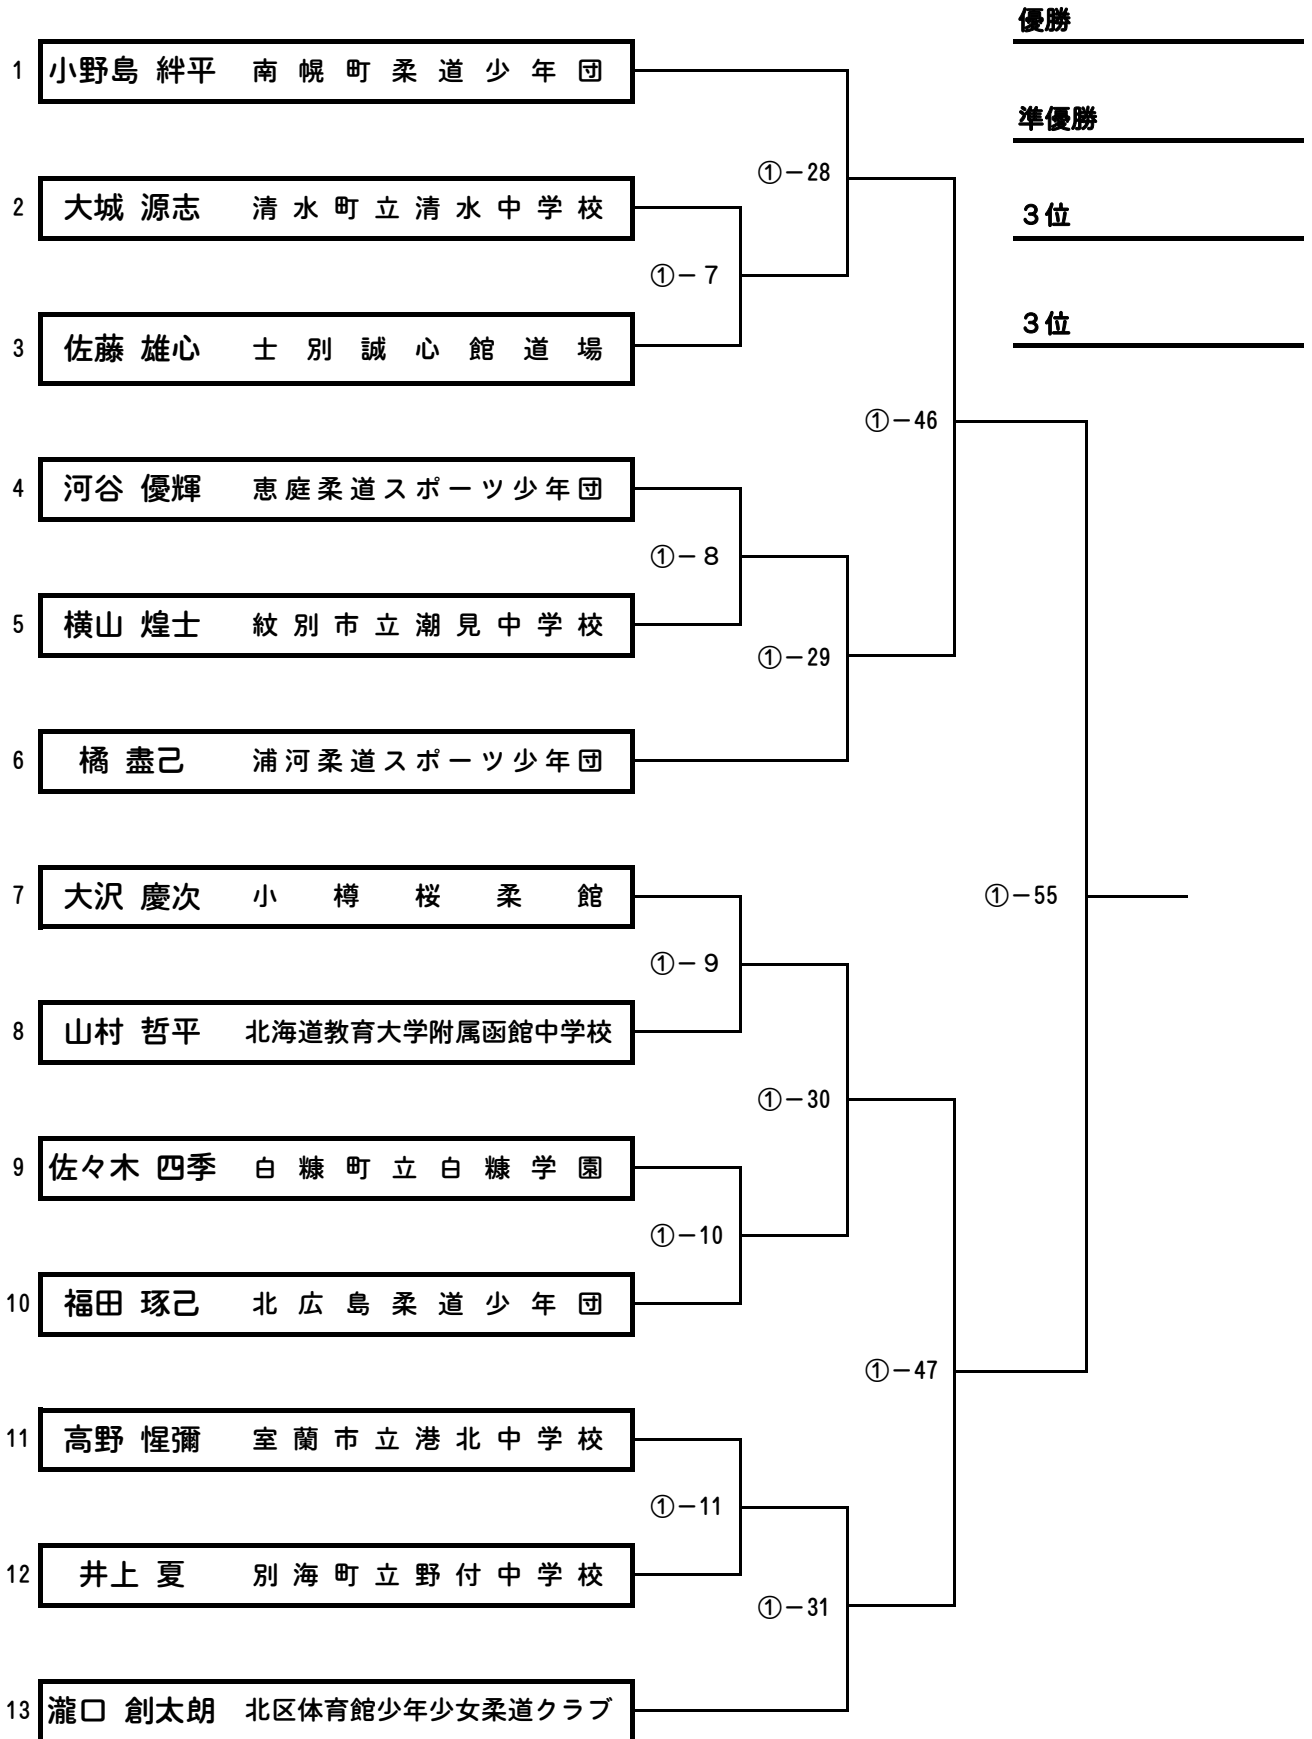 優勝
1 小野島 絆平 南幌町柔道少年団
準優勝
①－28
2 大城 源志 清水町立清水中学校
３位
①－７
３位
3 佐藤 雄心 士別誠心館道場
①－46
4 河谷 優輝 恵庭柔道スポーツ少年団
①－８
5 横山 煌士 紋別市立潮見中学校
①－29
6 橘 盡己 浦河柔道スポーツ少年団
7 大沢 慶次 小樽桜柔館
①－55
①－９
8 山村 哲平 北海道教育大学附属函館中学校
①－30
9 佐々木 四季 白糠町立白糠学園
①－10
10 福田 琢己 北広島柔道少年団
①－47
11 高野 惺彌 室蘭市立港北中学校
①－11
12 井上 夏 別海町立野付中学校
①－31
13 瀧口 創太朗 北区体育館少年少女柔道クラブ